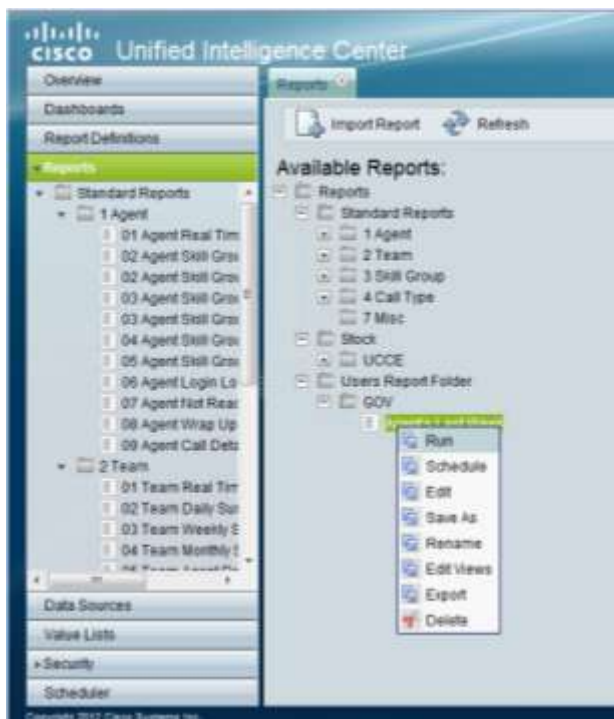 CISCO Unified Intelligence Center
Overview
Dashboards
Report Definitions
Reports
Standard Reports
1 Agent
01 Agent Real Tim
02 Agent Skill Grou
02 Agent Skill Grou
03 Agent Skill Grou
03 Agent Skill Grou
04 Agent Skill Grou
05 Agent Skill Grou
06 Agent Login Lo
07 Agent Not Read
08 Agent Wrap Up
09 Agent Call Deta
2 Team
01 Team Real Tim
02 Team Daily Sum
03 Team Weekly S
04 Team Monthly S
Data Sources
Value Lists
Security
Scheduler
Copyright 2012 Cisco Systems Inc.
Reports
Import Report Refresh
Available Reports:
Reports
Standard Reports
1 Agent
2 Team
3 Skill Group
4 Call Type
7 Misc
Stock
UCCE
Users Report Folder
GOV
Run
Schedule
Edit
Save As
Rename
Edit Views
Export
Delete